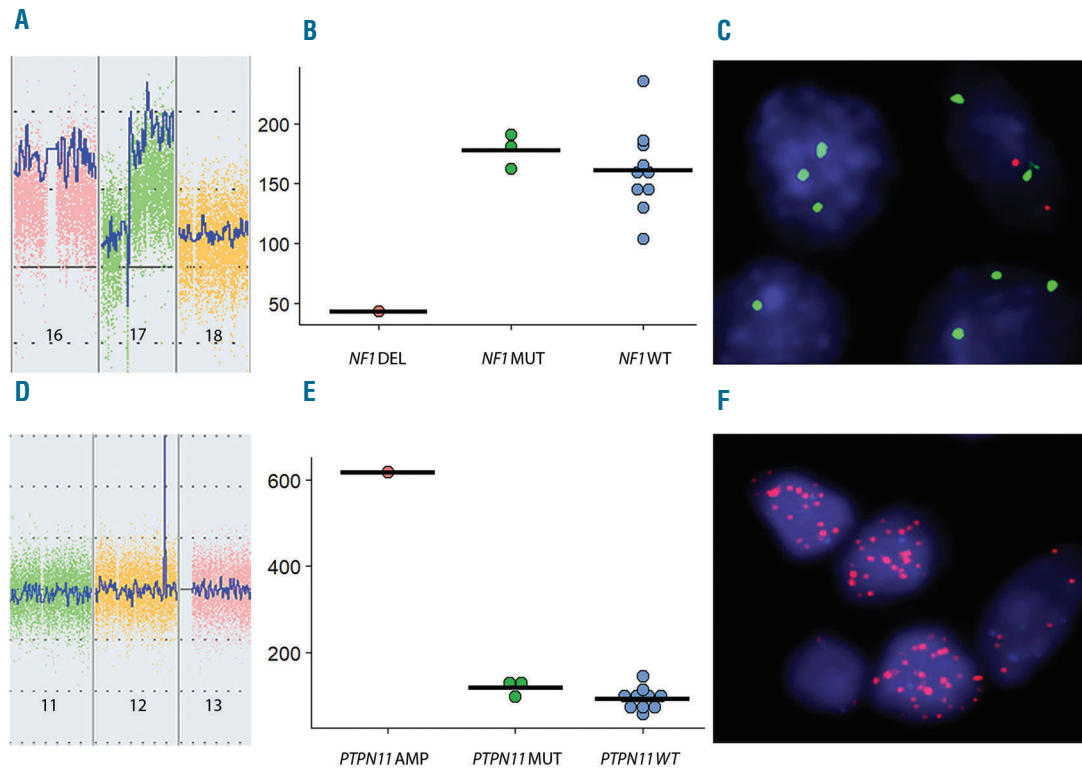 A
B
C
200
150
100
50
16 17 18
NF1 DEL NF1 MUT NF1 WT
D
E
F
600
400
200
11 12 13
PTPN11 AMP PTPN11 MUT PTPN11 WT